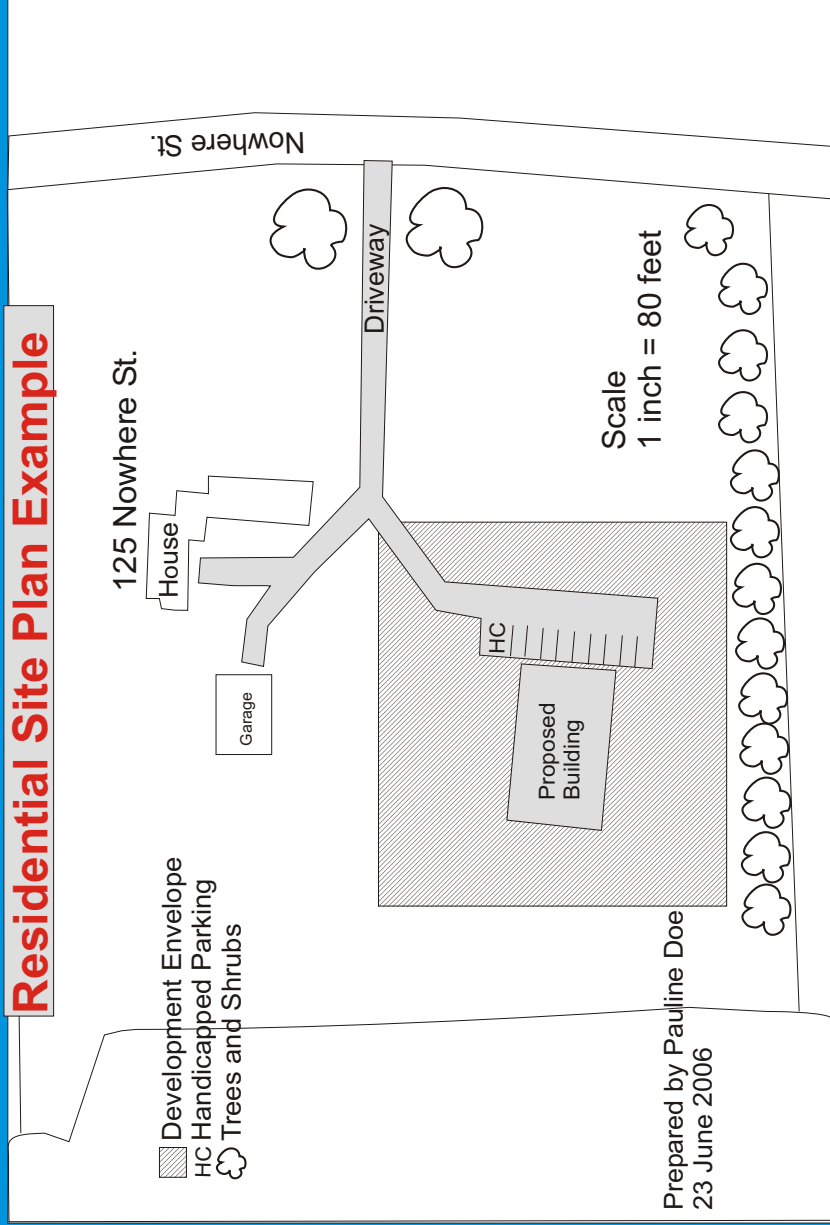 Residential Site Plan Example
125 Nowhere St.
Nowhere St.
House
Garage
Driveway
HC
Proposed
Building
Scale
1 inch = 80 feet
Development Envelope
HC Handicapped Parking
Trees and Shrubs
Prepared by Pauline Doe
23 June 2006